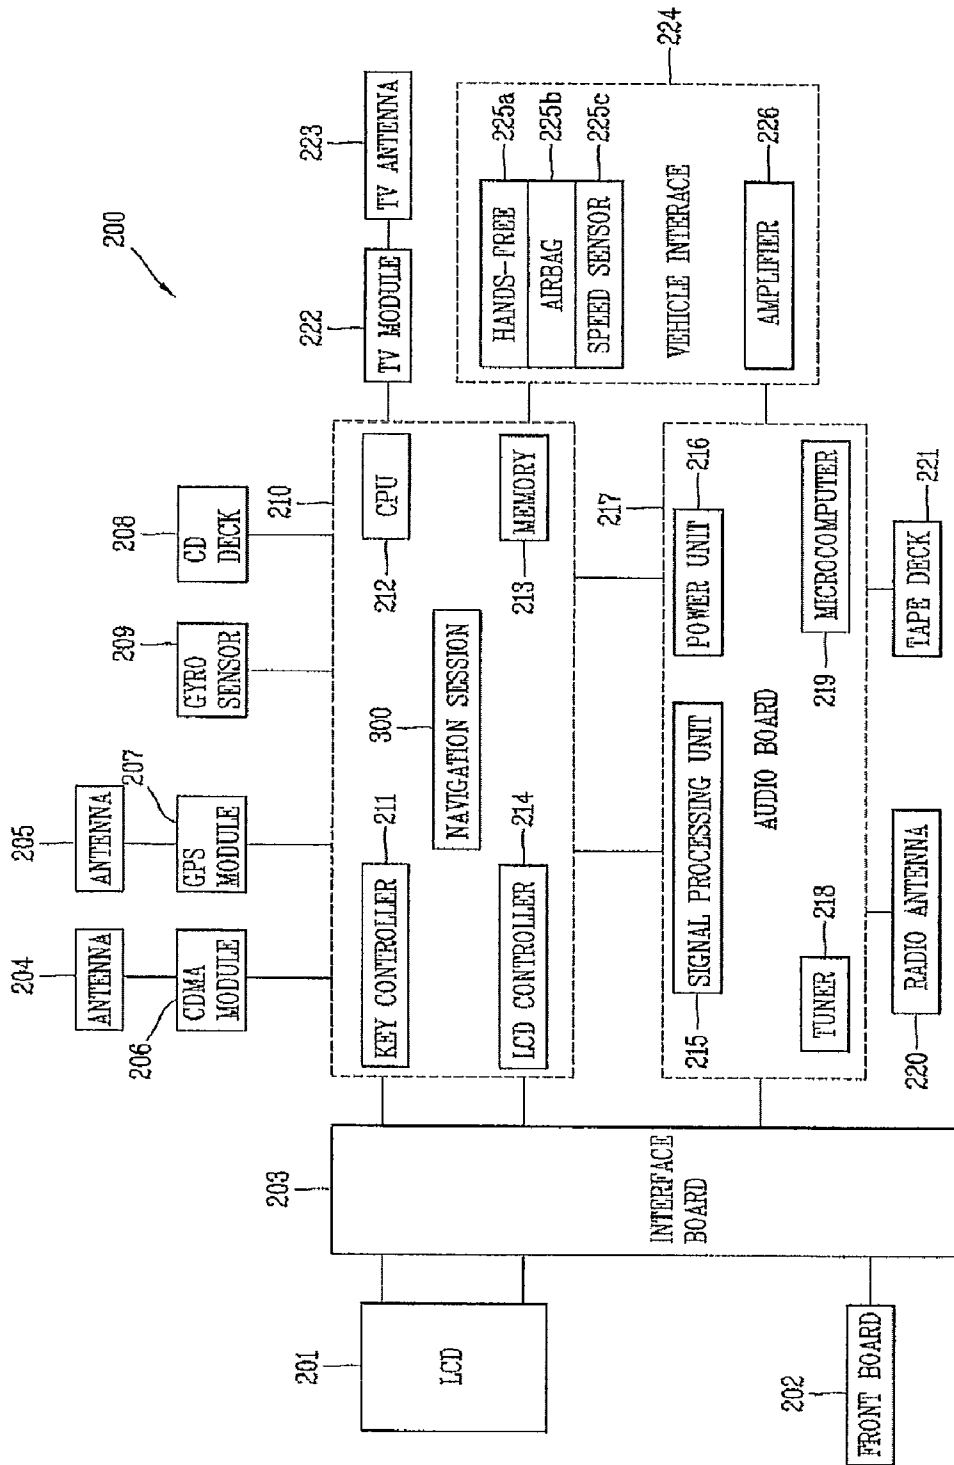 200
204
205
ANTENNA
ANTENNA
207
209
208
223
206
CDMA
MODULE
GPS
MODULE
GYRO
SENSOR
CD
DECK
210
222
TV MODULE
TV ANTENNA
203
KEY CONTROLLER
211
300
212
CPU
224
201
LCD
NAVIGATION SESSION
HANDS-FREE
225a
AIRBAG
225b
SPEED SENSOR
225c
LCD CONTROLLER
214
213
MEMORY
INTERFACE
BOARD
VEHICLE INTERACE
217
SIGNAL PROCESSING UNIT
POWER UNIT
216
215
226
AMPLIFIER
AUDIO BOARD
202
FRONT BOARD
TUNER
218
219
MICROCOMPUTER
220
RADIO ANTENNA
TAPE DECK
221